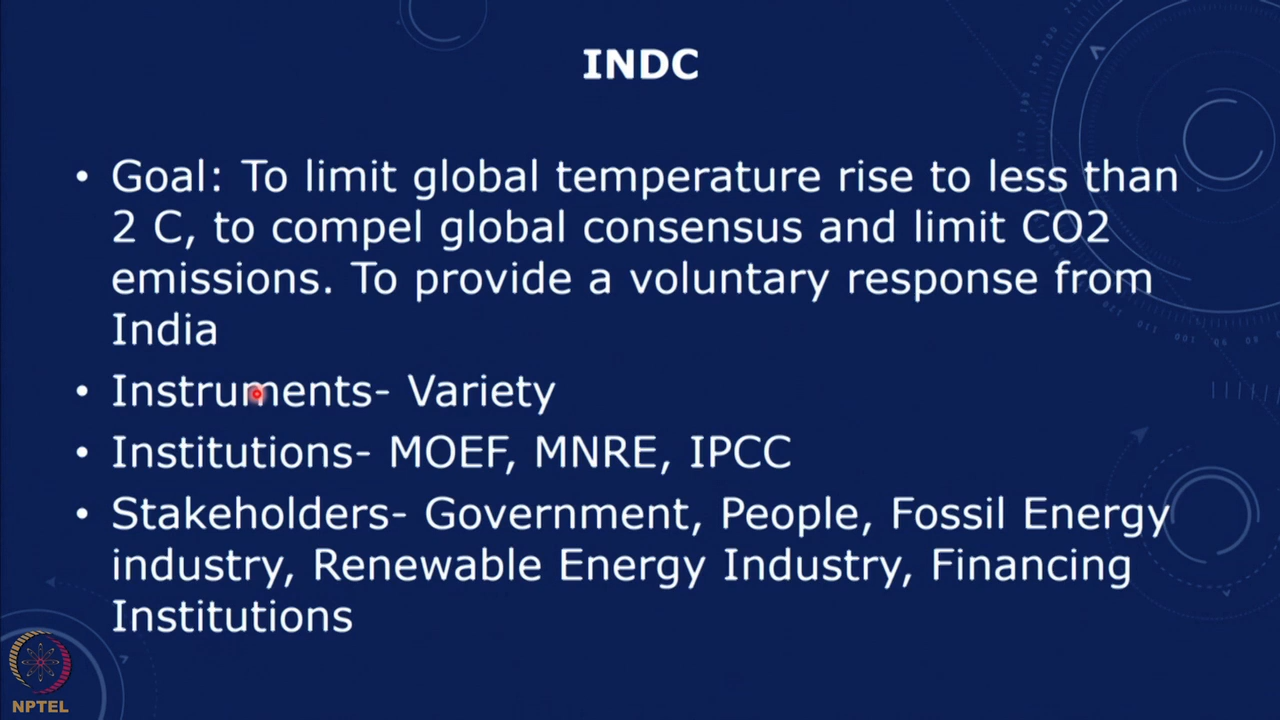 INDC
• Goal: To limit global temperature rise to less than
2 C, to compel global consensus and limit CO2
emissions. To provide a voluntary response from
India
• Instruments- Variety
• Institutions- MOEF, MNRE, IPCC
• Stakeholders- Government, People, Fossil Energy
industry, Renewable Energy Industry, Financing
Institutions
NPTEL